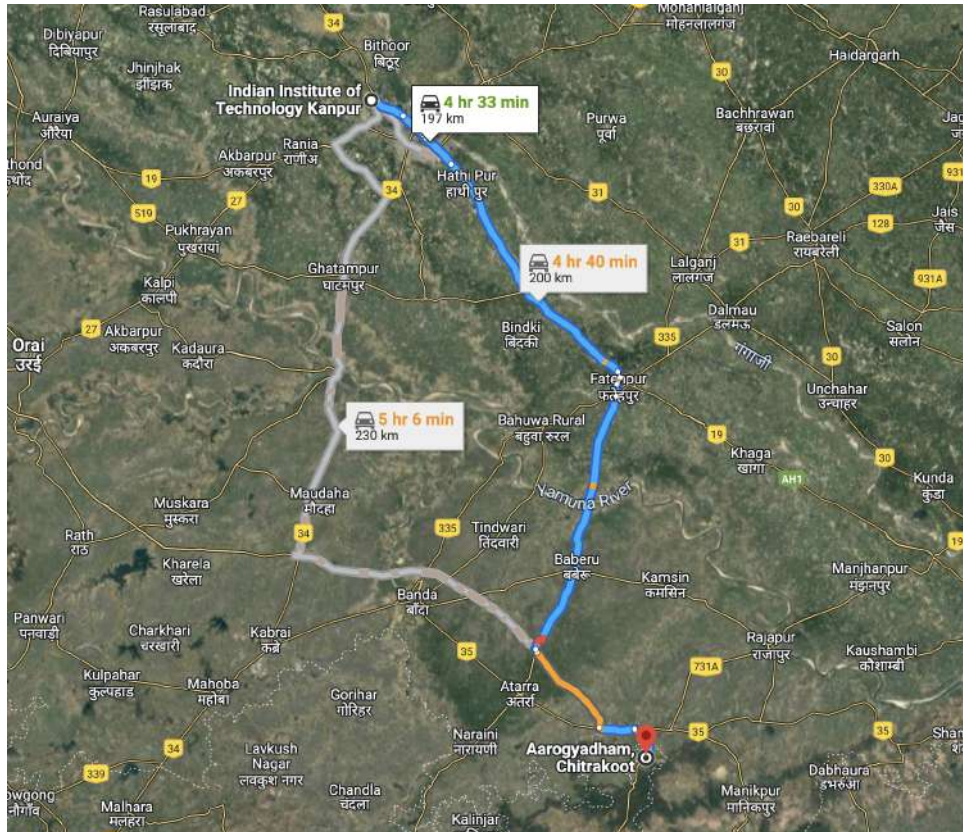 Rasulabad
रसूलाबाद
34
Mohanlalganj
मोहनलालगंज
Dibiyapur
दिबियापुर
Bithoor
बिठूर
Haidargarh
Jhinjhak
झींझक
30
Indian Institute of
Technology Kanpur
4 hr 33 min
197 km
Bachhrawan
बछरावां
Auraiya
औरैया
Purwa
पूर्वा
Rania
Akbarpur
अकबरपुर
19
Hathi Pur
हाथी पुर
34
31
330A
931
519
27
30
128
Jais
जैस
Pukhrayan
पुखरायां
Raebareli
रायबरेली
31
Lalganj
लालगंज
4 hr 40 min
200 km
Ghatampur
घाटमपुर
931A
Kalpi
कालपी
Dalmau
डलमऊ
27
Akbarpur
अकबरपुर
Bindki
बिंदकी
335
Salon
सलोन
Orai
उरई
Kadaura
कदौरा
गंगाजी
30
Fatehpur
फतेहपुर
Unchahar
ऊंचाहार
5 hr 6 min
230 km
Bahuwa Rural
बहुवा रुरल
19
Khaga
खागा
30
AH1
Kunda
कुंडा
Maudaha
मौदहा
Yamuna River
Muskara
मुस्करा
34
335
Tindwari
तिंदवारी
Rath
राठ
19
Kharela
खरेला
Baberu
बबेरू
Kamsin
कमसिन
Manjhanpur
मंझनपुर
Banda
बाँदा
Panwari
पनवाड़ी
Charkhari
चरखारी
Kabrai
कब्रे
35
Rajapur
राजापुर
Kaushambi
कौशाम्बी
731A
Kulpahar
कुल्पहाड़
Mahoba
महोबा
Gorihar
गोरिहर
Atarra
अतर्रा
34
Lavkush
Nagar
लवकुश नगर
Naraini
नारायणी
Aarogyadham,
Chitrakoot
35
35
339
Chandla
चंदला
Manikpur
मानिकपुर
Dabhaura
डभरुआ
नौगाँव
Malhara
मलहरा
Kalinjar